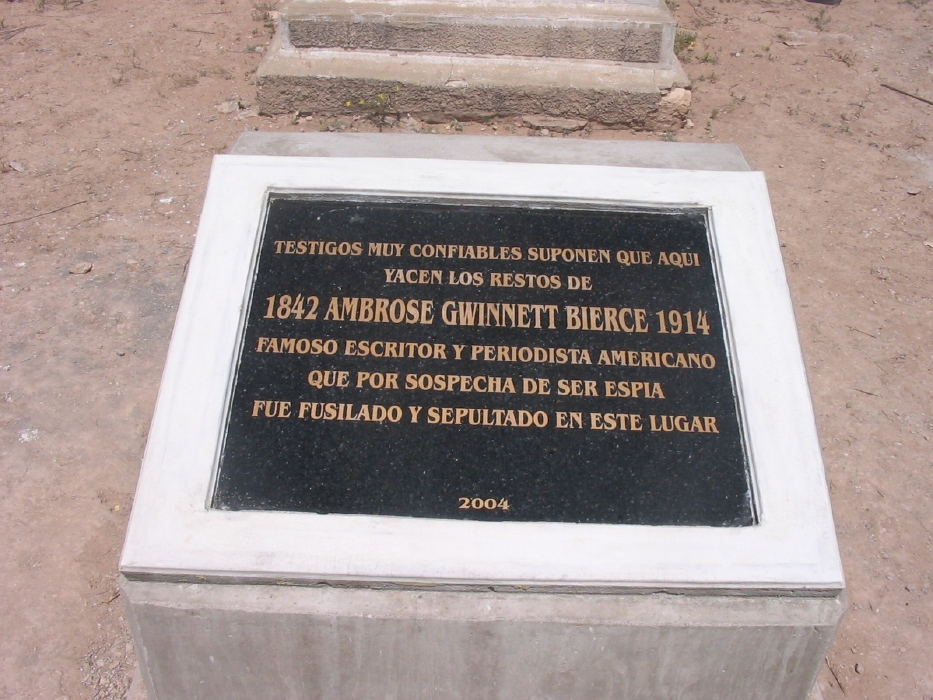 TESTIGOS MUY CONFIABLES SUPONEN QUE AQUI
YACEN LOS RESTOS DE
1842 AMBROSE GWINNETT BIERCE 1914
FAMOSO ESCRITOR Y PERIODISTA AMERICANO
QUE POR SOSPECHA DE SER ESPIA
FUE FUSILADO Y SEPULTADO EN ESTE LUGAR
2004